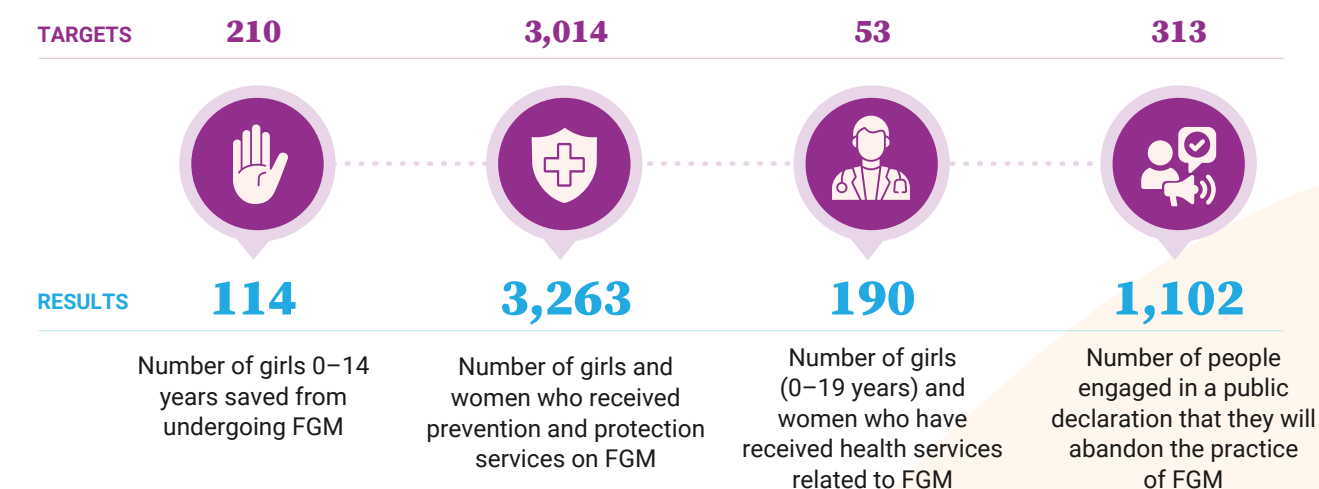 TARGETS 210 3,014 53 313
RESULTS 114 3,263 190 1,102
Number of girls 0–14
years saved from
undergoing FGM
Number of girls and
women who received
prevention and protection
services on FGM
Number of girls
(0–19 years) and
women who have
received health services
related to FGM
Number of people
engaged in a public
declaration that they will
abandon the practice
of FGM